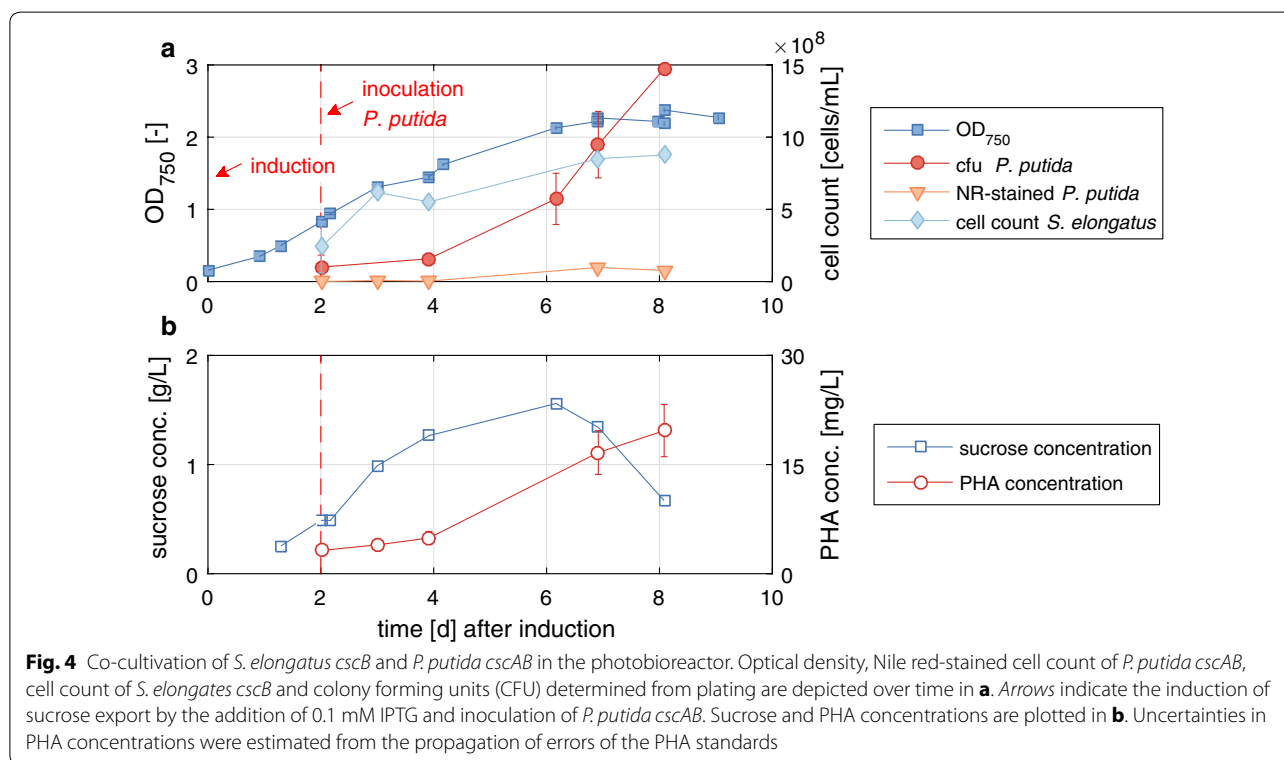 a
×10⁸
3
2
1
0
OD₇₅₀ [-]
inoculation
P. putida
induction
15
10
5
0
cell count [cells/mL]
0 2 4 6 8 10
OD₇₅₀
cfu P. putida
NR-stained P. putida
cell count S. elongatus
b
2
1
0
sucrose conc. [g/L]
30
15
0
PHA conc. [mg/L]
0 2 4 6 8 10
time [d] after induction
sucrose concentration
PHA concentration
Fig. 4 Co-cultivation of S. elongatus cscB and P. putida cscAB in the photobioreactor. Optical density, Nile red-stained cell count of P. putida cscAB,
cell count of S. elongates cscB and colony forming units (CFU) determined from plating are depicted over time in a. Arrows indicate the induction of
sucrose export by the addition of 0.1 mM IPTG and inoculation of P. putida cscAB. Sucrose and PHA concentrations are plotted in b. Uncertainties in
PHA concentrations were estimated from the propagation of errors of the PHA standards